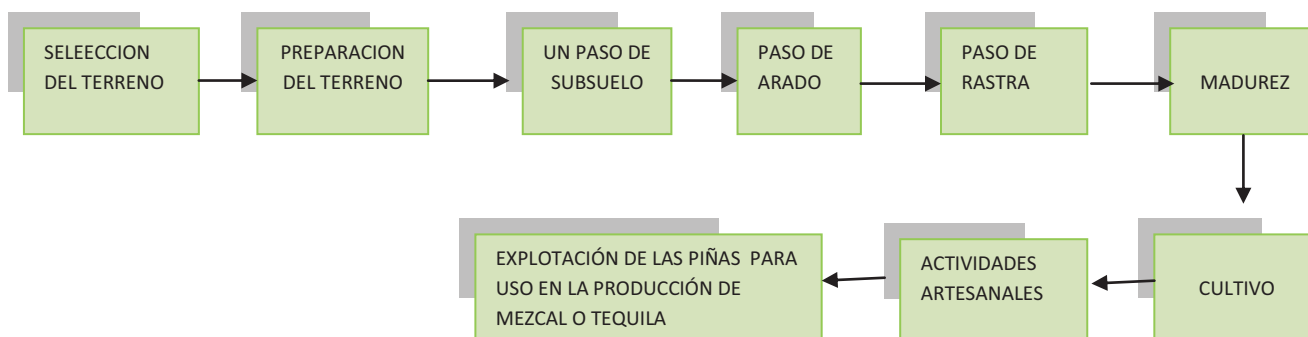 SELEECCION
DEL TERRENO
PREPARACION
DEL TERRENO
UN PASO DE
SUBSUELO
PASO DE
ARADO
PASO DE
RASTRA
MADUREZ
CULTIVO
ACTIVIDADES
ARTESANALES
EXPLOTACIÓN DE LAS PIÑAS PARA
USO EN LA PRODUCCIÓN DE
MEZCAL O TEQUILA